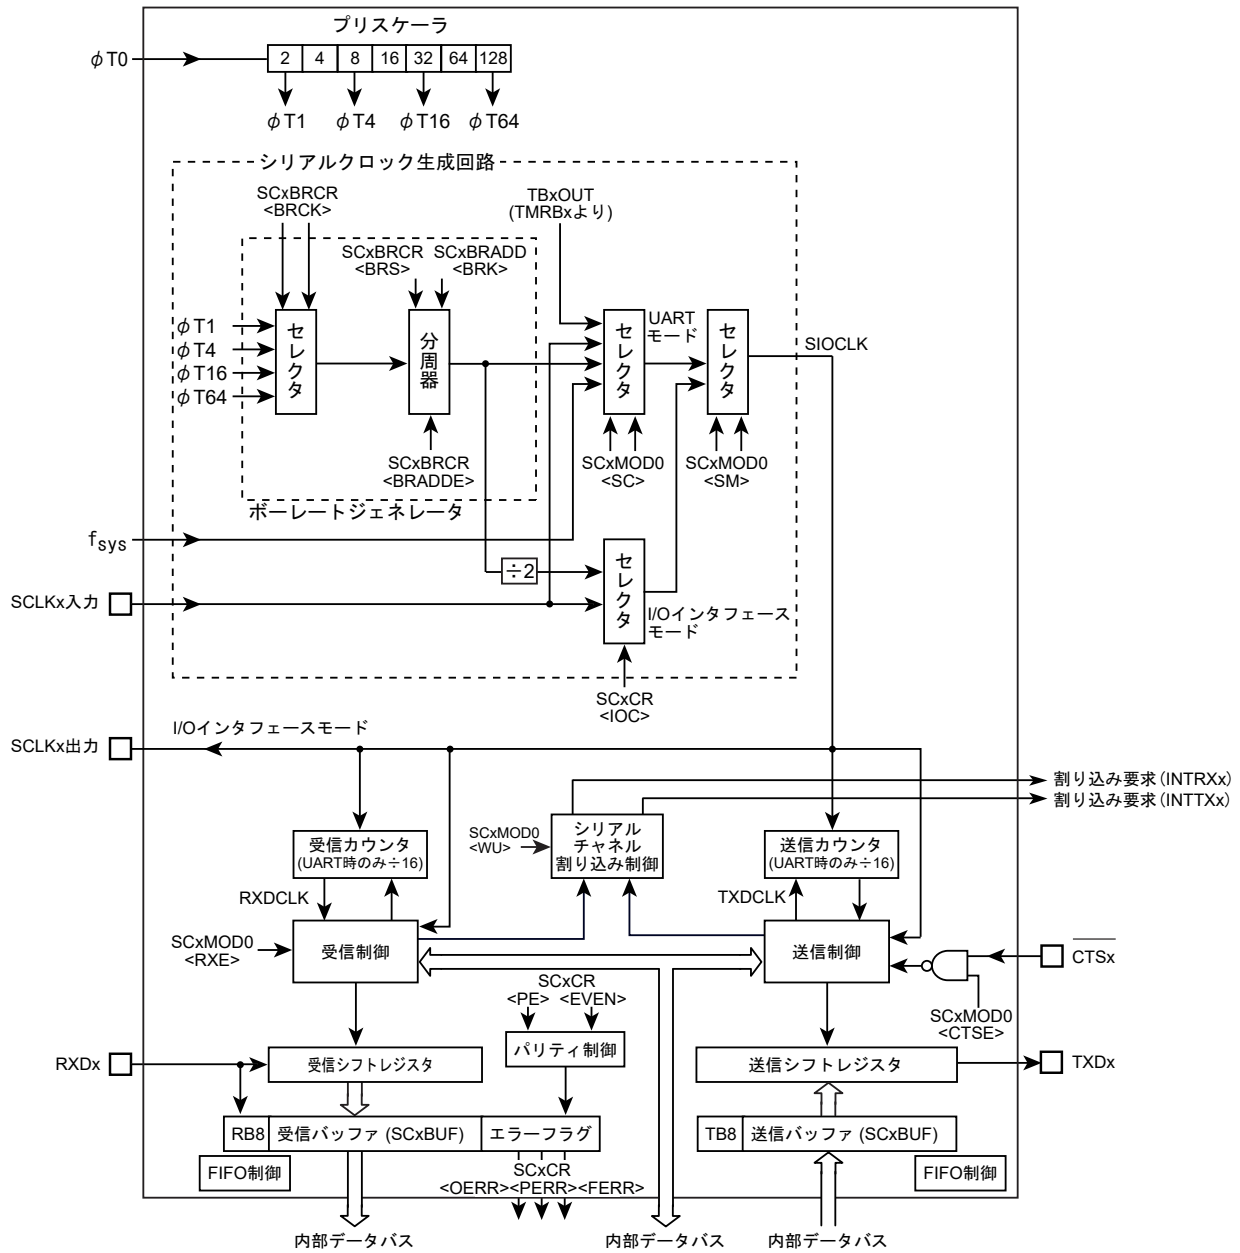 プリスケーラ
φT0
2 4 8 16 32 64 128
φT1 φT4 φT16 φT64
シリアルクロック生成回路
SCxBRCR
<BRCK>
TBxOUT
(TMRBxより)
SCxBRCR
<BRS>
SCxBRADD
<BRK>
φT1
φT4
φT16
φT64
セレクタ
分周器
セレクタ
UART
モード
セレクタ
SIOCLK
SCxBRCR
<BRADDE>
SCxMOD0
<SC>
SCxMOD0
<SM>
ボーレートジェネレータ
fsys
÷2
セレクタ
SCLKx入力
I/Oインタフェース
モード
SCxCR
<IOC>
I/Oインタフェースモード
SCLKx出力
割り込み要求(INTRXx)
割り込み要求(INTTXx)
受信カウンタ
(UART時のみ÷16)
SCxMOD0
<WU>
シリアル
チャネル
割り込み制御
送信カウンタ
(UART時のみ÷16)
RXDCLK
TXDCLK
SCxMOD0
<RXE>
受信制御
送信制御
CTSx
SCxMOD0
<CTSE>
SCxCR
<PE> <EVEN>
パリティ制御
RXDx
受信シフトレジスタ
送信シフトレジスタ
TXDx
RB8 受信バッファ (SCxBUF) エラーフラグ
TB8 送信バッファ (SCxBUF)
FIFO制御
SCxCR
<OERR><PERR><FERR>
FIFO制御
内部データバス
内部データバス
内部データバス